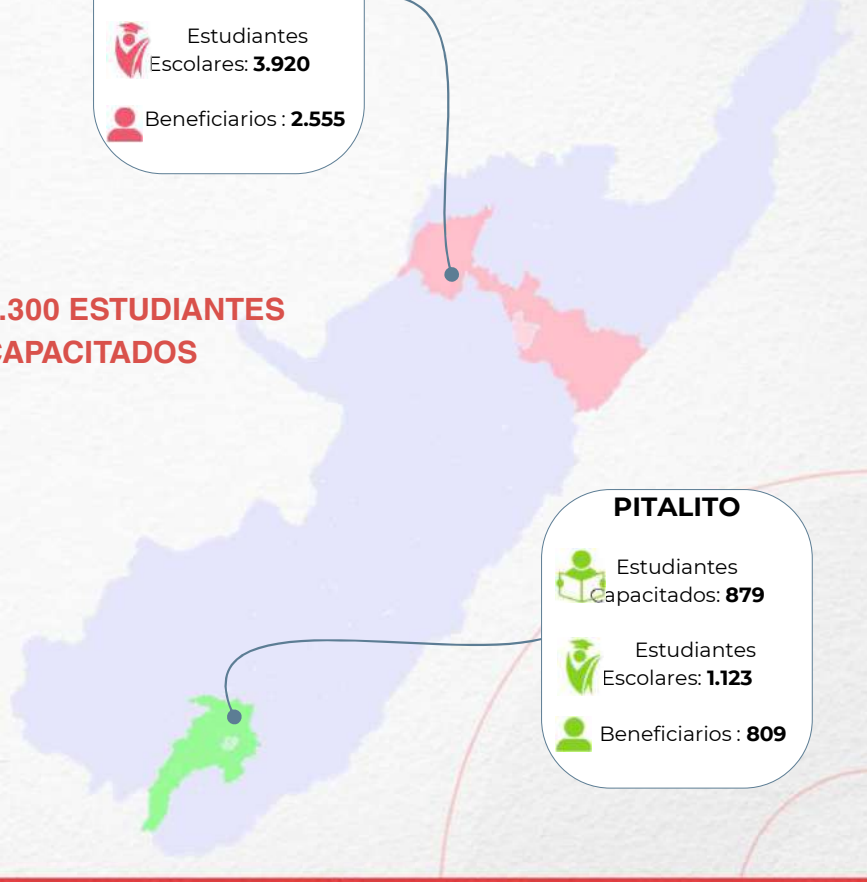 Estudiantes
Escolares: 3.920
Beneficiarios : 2.555
.300 ESTUDIANTES
CAPACITADOS
PITALITO
Estudiantes
Capacitados: 879
Estudiantes
Escolares: 1.123
Beneficiarios : 809